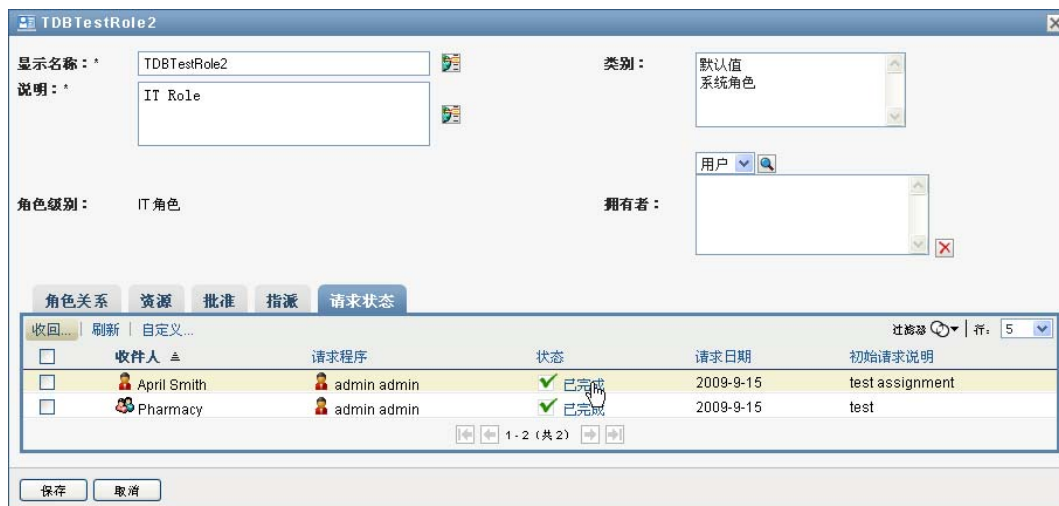 TDBTestRole2
显示名称：* TDBTestRole2 类别： 默认值
系统角色
说明：* IT Role
用户
角色级别： IT 角色 拥有者：
角色关系 资源 批准 指派 请求状态
收回... | 刷新 | 自定义... 过滤器 | 行： 5
收件人 请求程序 状态 请求日期 初始请求说明
April Smith admin admin 已完成 2009-9-15 test assignment
Pharmacy admin admin 已完成 2009-9-15 test
1 - 2 (共 2)
保存 取消